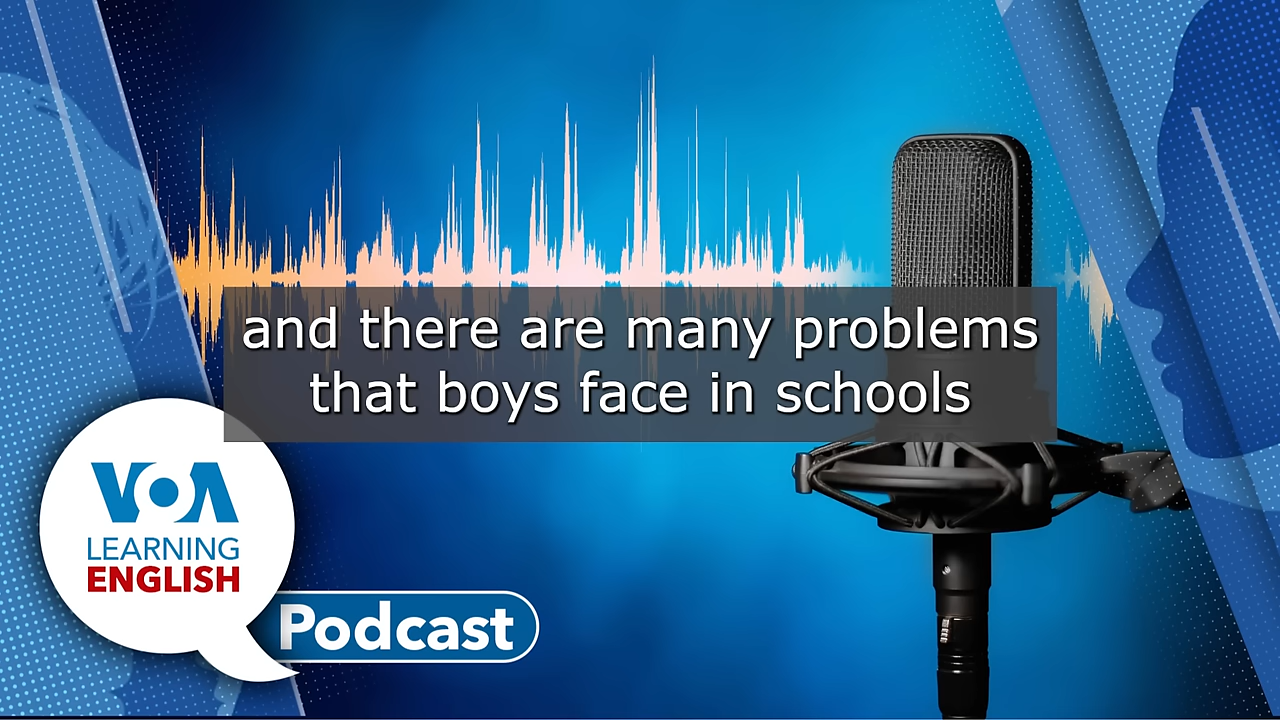 and there are many problems
that boys face in schools
VOA
LEARNING
ENGLISH
Podcast